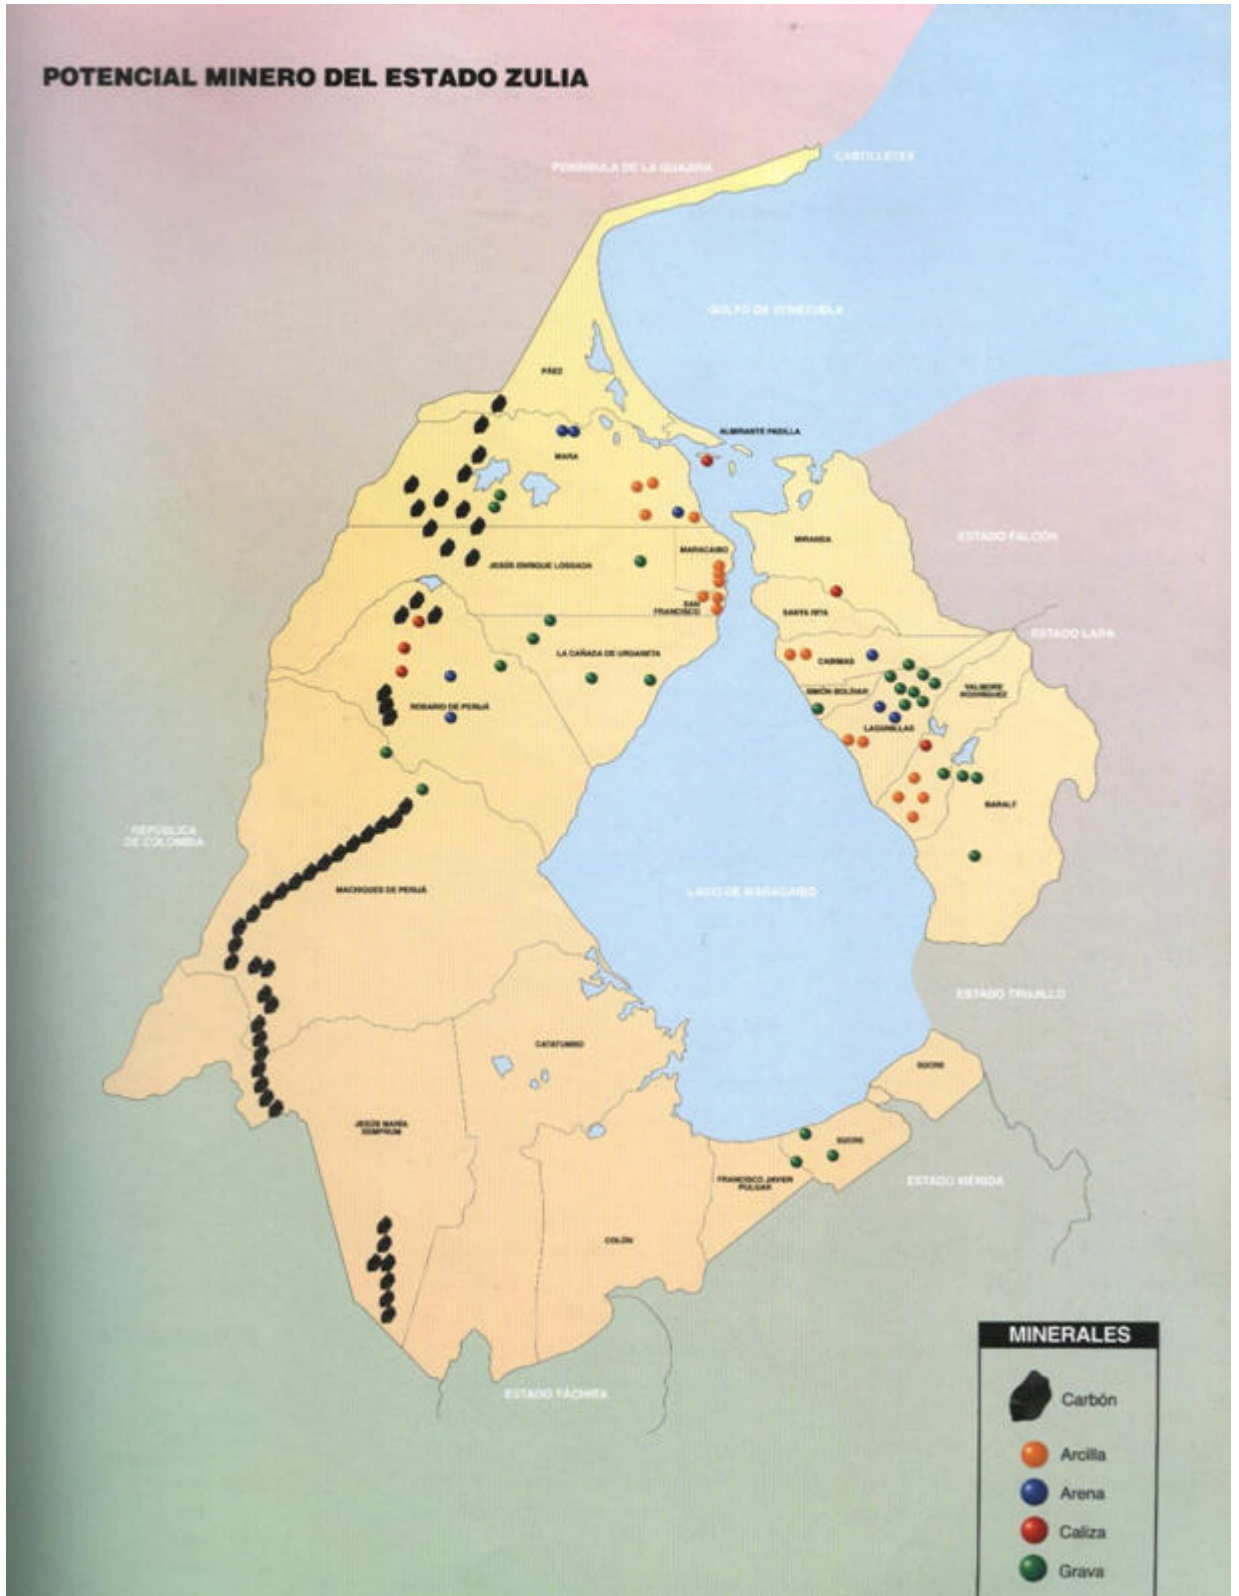 POTENCIAL MINERO DEL ESTADO ZULIA
PENÍNSULA DE LA GUAJIRA
CASTILLETES
GOLFO DE VENEZUELA
PÁEZ
ALMIRANTE PADILLA
MARA
MIRANDA
ESTADO FALCÓN
MARACAIBO
JESÚS ENRIQUE LOSSADA
SAN
FRANCISCO
SANTA RITA
ESTADO LARA
LA CAÑADA DE URDANETA
CABIMAS
SIMÓN BOLÍVAR
VALMORE
RODRÍGUEZ
ROSARIO DE PERIJÁ
LAGUNILLAS
BARALT
REPÚBLICA
DE COLOMBIA
MACHIQUES DE PERIJÁ
LAGO DE MARACAIBO
ESTADO TRUJILLO
CATATUMBO
SUCRE
JESÚS MARÍA
SEMPRUM
SUCRE
FRANCISCO JAVIER
PULGAR
ESTADO MÉRIDA
COLÓN
ESTADO TÁCHIRA
MINERALES
Carbón
Arcilla
Arena
Caliza
Grava